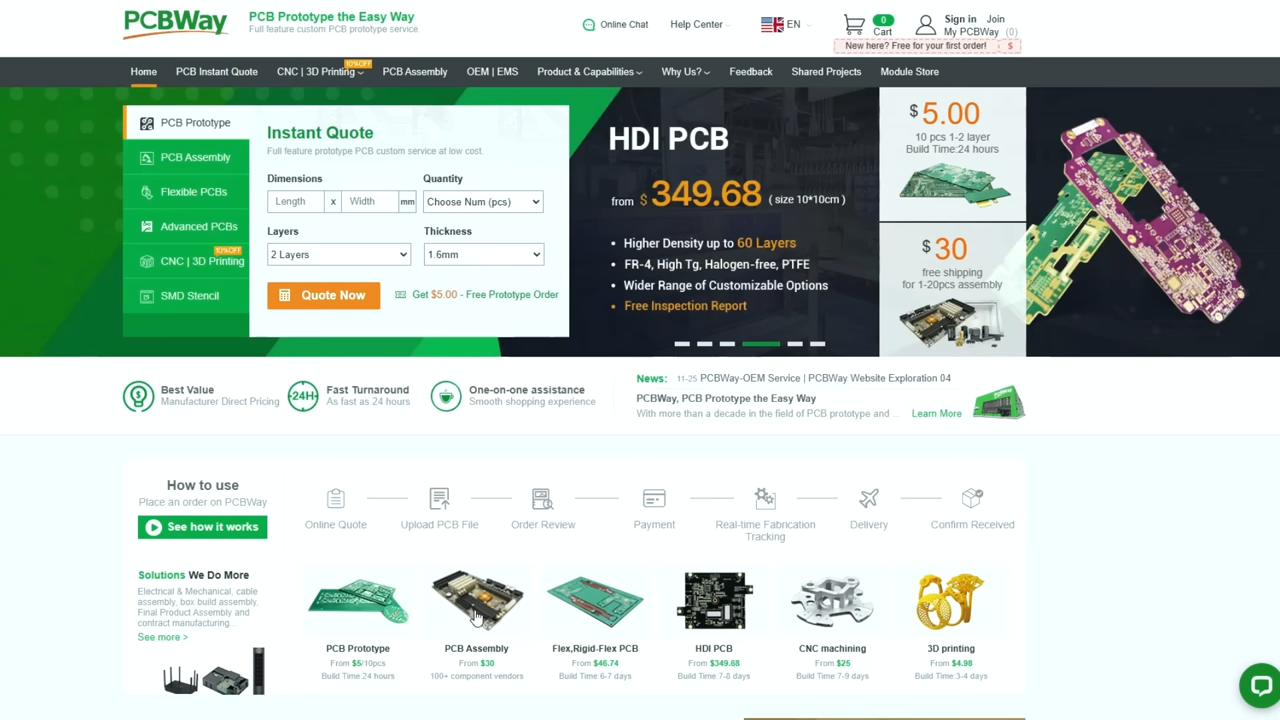 PCBWay
PCB Prototype the Easy Way
Full feature custom PCB prototype service.
Online Chat
Help Center
EN
0
Cart
Sign in Join
My PCBWay (0)
New here? Free for your first order! $
Home
PCB Instant Quote
CNC | 3D Printing
10%OFF
PCB Assembly
OEM | EMS
Product & Capabilities
Why Us?
Feedback
Shared Projects
Module Store
PCB Prototype
PCB Assembly
Flexible PCBs
Advanced PCBs
10%OFF
CNC | 3D Printing
SMD Stencil
Instant Quote
Full feature prototype PCB custom service at low cost.
Dimensions
Quantity
Length x Width mm
Choose Num (pcs)
Layers
Thickness
2 Layers
1.6mm
Quote Now
Get $5.00 - Free Prototype Order
HDI PCB
from $ 349.68 ( size 10*10cm )
• Higher Density up to 60 Layers
• FR-4, High Tg, Halogen-free, PTFE
• Wider Range of Customizable Options
• Free Inspection Report
$ 5.00
10 pcs 1-2 layer
Build Time:24 hours
$ 30
free shipping
for 1-20pcs assembly
Best Value
Manufacturer Direct Pricing
24H
Fast Turnaround
As fast as 24 hours
One-on-one assistance
Smooth shopping experience
News: 11-25 PCBWay-OEM Service | PCBWay Website Exploration 04
PCBWay, PCB Prototype the Easy Way
With more than a decade in the field of PCB prototype and ... Learn More
How to use
Place an order on PCBWay
See how it works
Online Quote
Upload PCB File
Order Review
Payment
Real-time Fabrication
Tracking
Delivery
Confirm Received
Solutions We Do More
Electrical & Mechanical, cable
assembly, box build assembly,
Final Product Assembly and
contract manufacturing...
See more >
PCB Prototype
From $5/10pcs
Build Time:24 hours
PCB Assembly
From $30
100+ component vendors
Flex,Rigid-Flex PCB
From $46.74
Build Time:6-7 days
HDI PCB
From $349.68
Build Time:7-8 days
CNC machining
From $25
Build Time:7-9 days
3D printing
From $4.98
Build Time:3-4 days